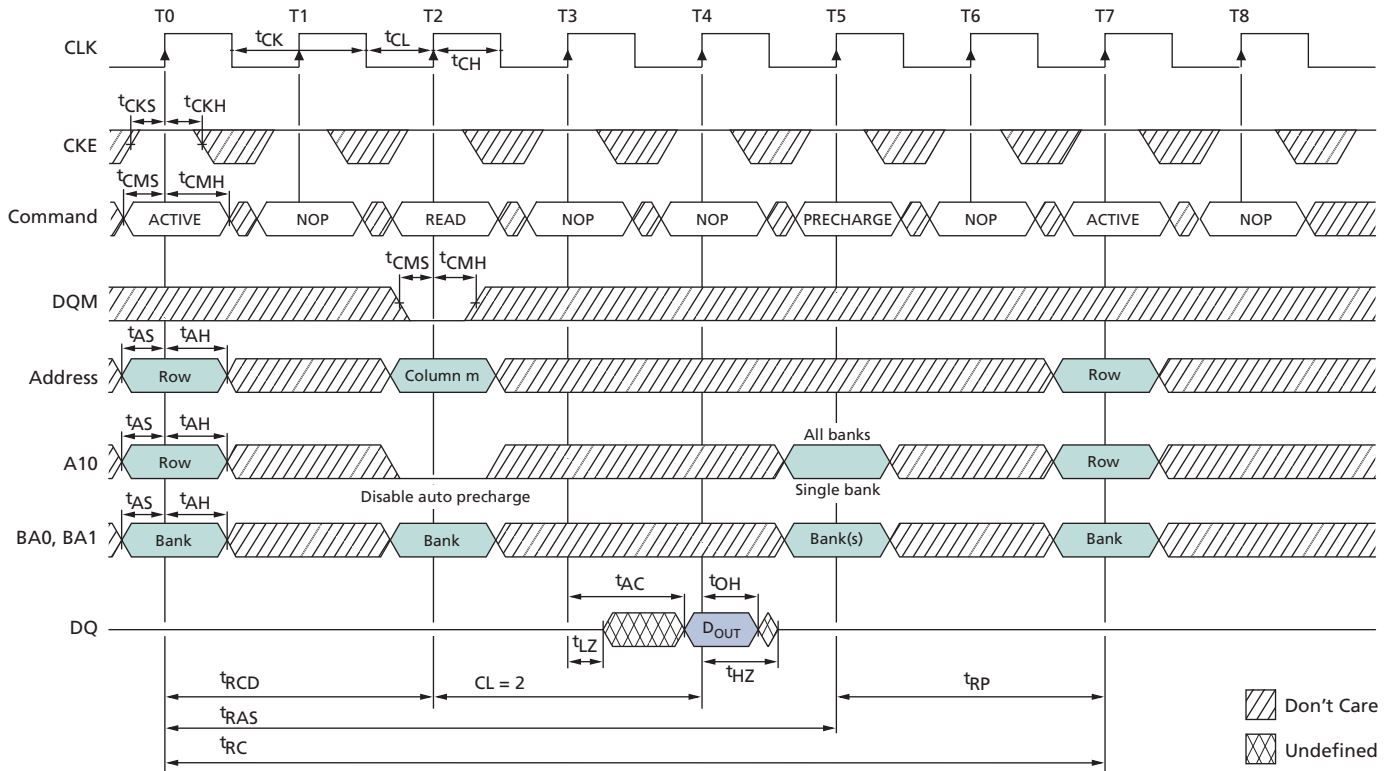 T0 T1 T2 T3 T4 T5 T6 T7 T8
CLK
tCK tCL
tCH
tCKS tCKH
CKE
tCMS tCMH
Command ACTIVE NOP READ NOP NOP PRECHARGE NOP ACTIVE NOP
tCMS tCMH
DQM
tAS tAH
Address Row Column m Row
tAS tAH
All banks
A10 Row Row
Disable auto precharge Single bank
tAS tAH
BA0, BA1 Bank Bank Bank(s) Bank
tAC tOH
DQ DOUT
tLZ tHZ
tRCD CL = 2 tRP
tRAS
tRC
Don't Care
Undefined